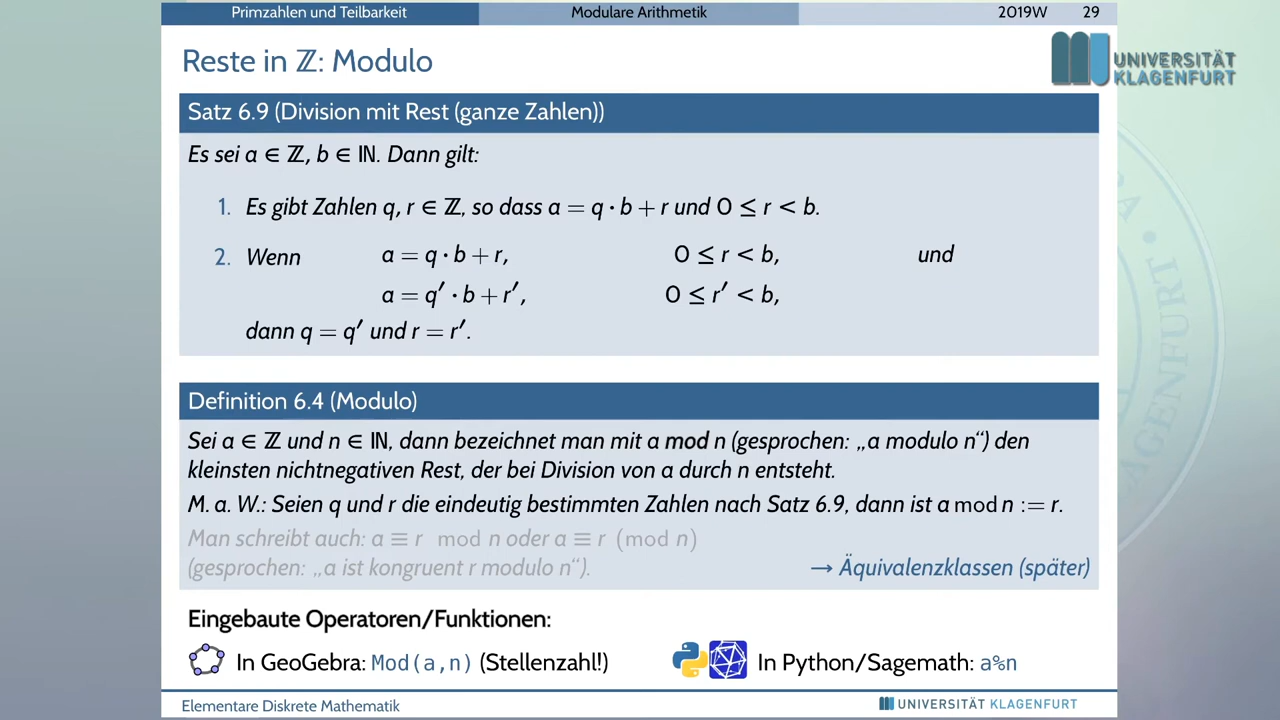 Primzahlen und Teilbarkeit Modulare Arithmetik 2019W 29
Reste in ℤ: Modulo
UNIVERSITÄT
KLAGENFURT
Satz 6.9 (Division mit Rest (ganze Zahlen))
Es sei a ∈ ℤ, b ∈ ℕ. Dann gilt:
1. Es gibt Zahlen q, r ∈ ℤ, so dass a = q · b + r und 0 ≤ r < b.
2. Wenn a = q · b + r, 0 ≤ r < b, und
a = q′ · b + r′, 0 ≤ r′ < b,
dann q = q′ und r = r′.
Definition 6.4 (Modulo)
Sei a ∈ ℤ und n ∈ ℕ, dann bezeichnet man mit a mod n (gesprochen: „a modulo n“) den
kleinsten nichtnegativen Rest, der bei Division von a durch n entsteht.
M. a. W.: Seien q und r die eindeutig bestimmten Zahlen nach Satz 6.9, dann ist a mod n := r.
Man schreibt auch: a ≡ r mod n oder a ≡ r (mod n)
(gesprochen: „a ist kongruent r modulo n“). → Äquivalenzklassen (später)
Eingebaute Operatoren/Funktionen:
In GeoGebra: Mod(a,n) (Stellenzahl!) In Python/Sagemath: a%n
Elementare Diskrete Mathematik UNIVERSITÄT KLAGENFURT
AGENFURT